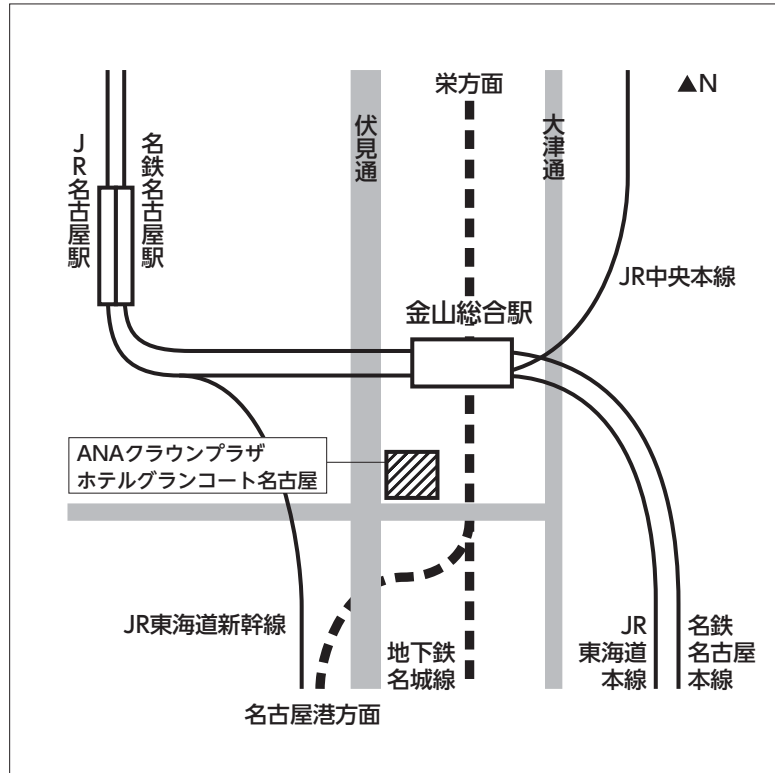 栄方面
▲N
JR名古屋駅
名鉄名古屋駅
伏見通
大津通
JR中央本線
金山総合駅
ANAクラウンプラザ
ホテルグランコート名古屋
JR東海道新幹線
地下鉄
名城線
JR
東海道
本線
名鉄
名古屋
本線
名古屋港方面